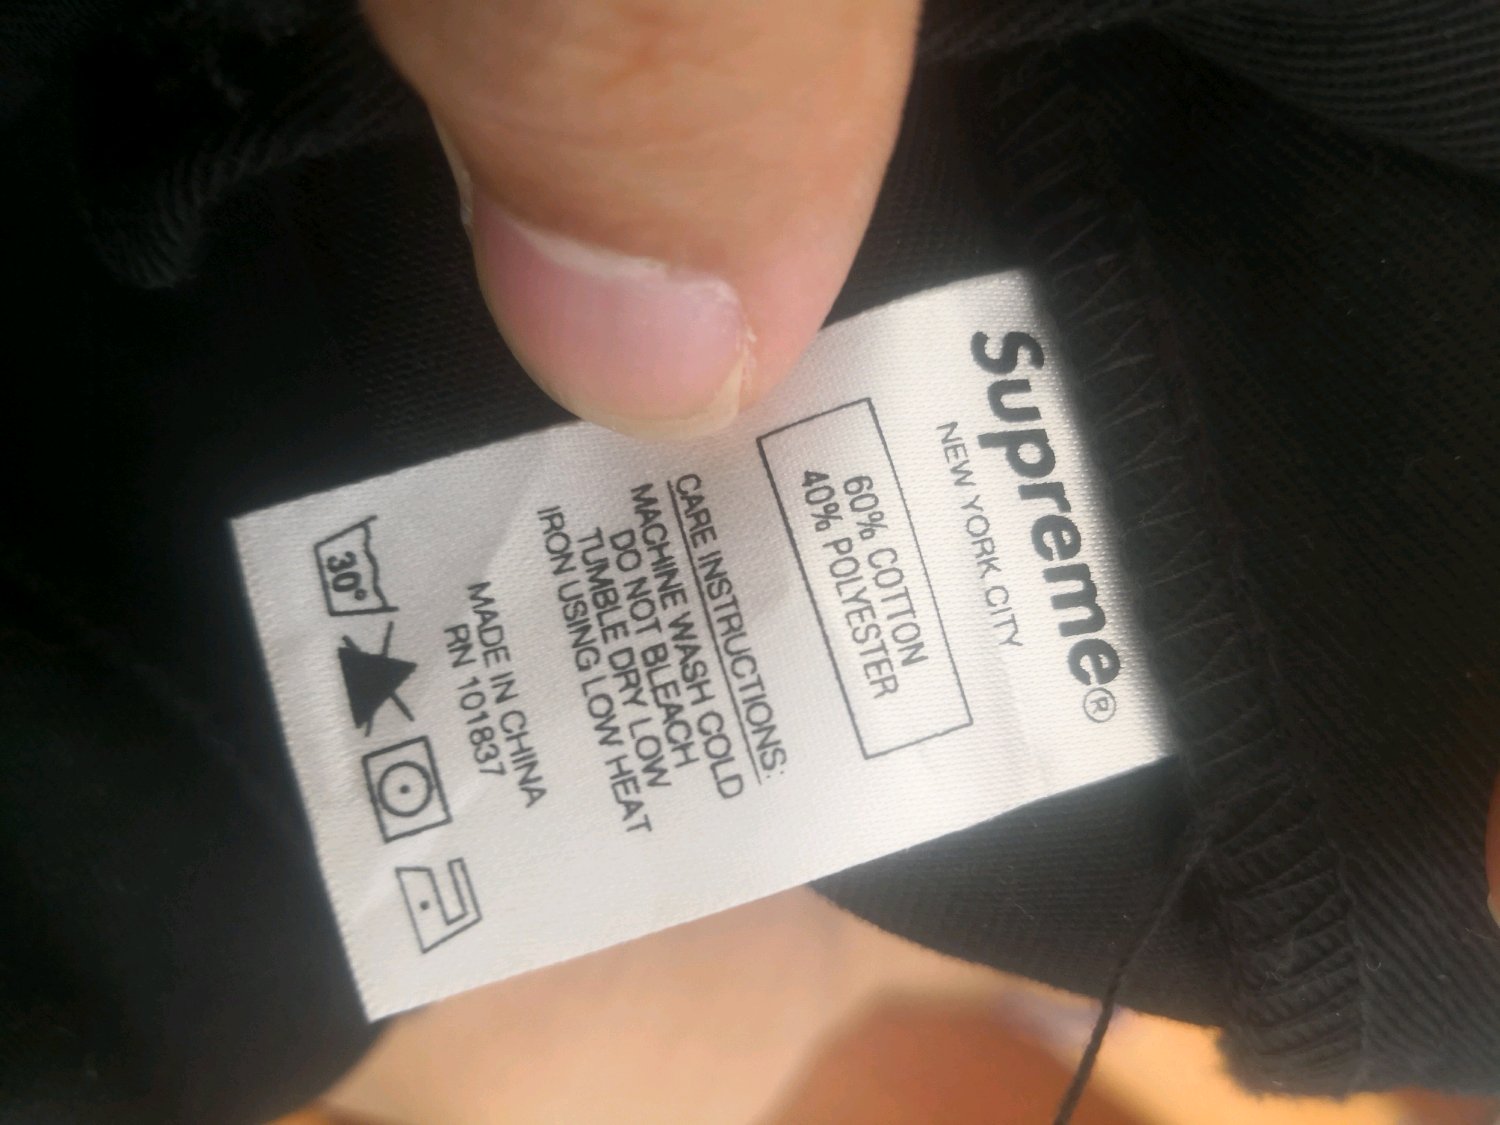 Supreme®
NEW YORK CITY
60% COTTON
40% POLYESTER
CARE INSTRUCTIONS:
MACHINE WASH COLD
DO NOT BLEACH
TUMBLE DRY LOW
IRON USING LOW HEAT
MADE IN CHINA
RN 101837
30°